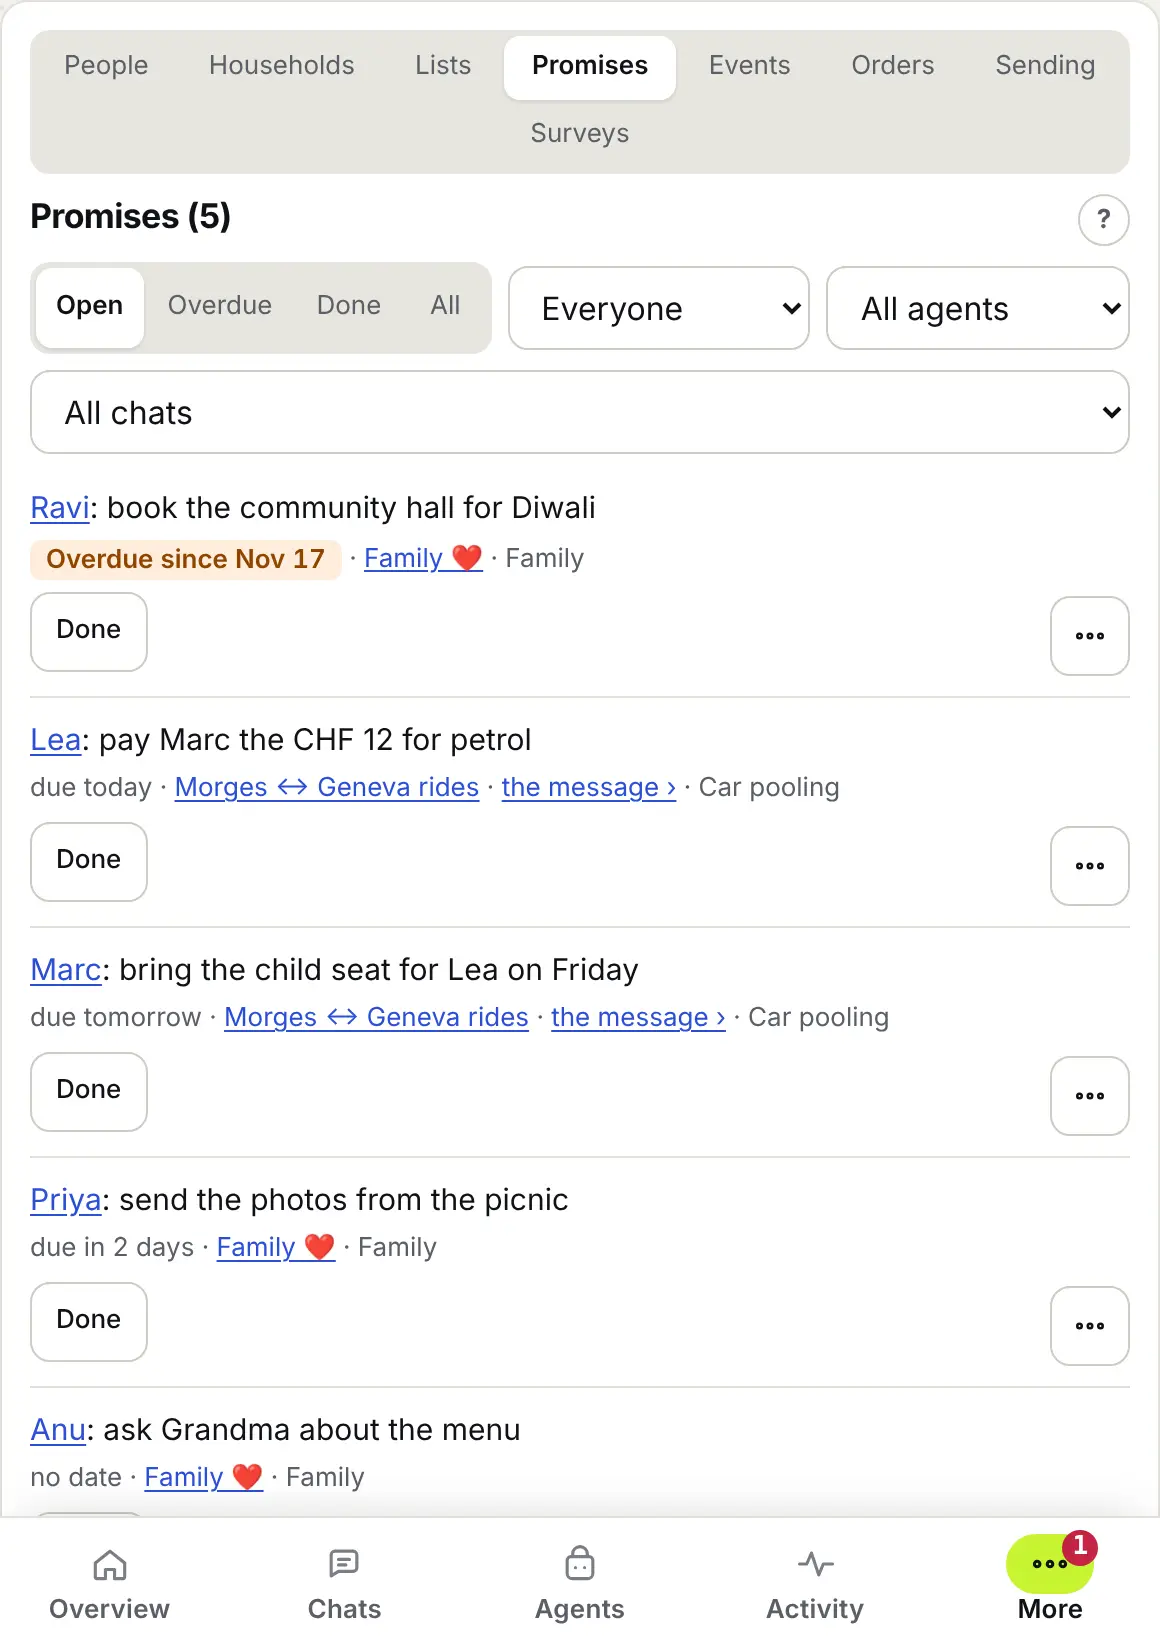 People Households Lists Promises Events Orders Sending
Surveys
Promises (5)
?
Open Overdue Done All Everyone All agents
All chats
Ravi: book the community hall for Diwali
Overdue since Nov 17 · Family ❤️ · Family
Done
Lea: pay Marc the CHF 12 for petrol
due today · Morges ↔ Geneva rides · the message › · Car pooling
Done
Marc: bring the child seat for Lea on Friday
due tomorrow · Morges ↔ Geneva rides · the message › · Car pooling
Done
Priya: send the photos from the picnic
due in 2 days · Family ❤️ · Family
Done
Anu: ask Grandma about the menu
no date · Family ❤️ · Family
1
Overview Chats Agents Activity More